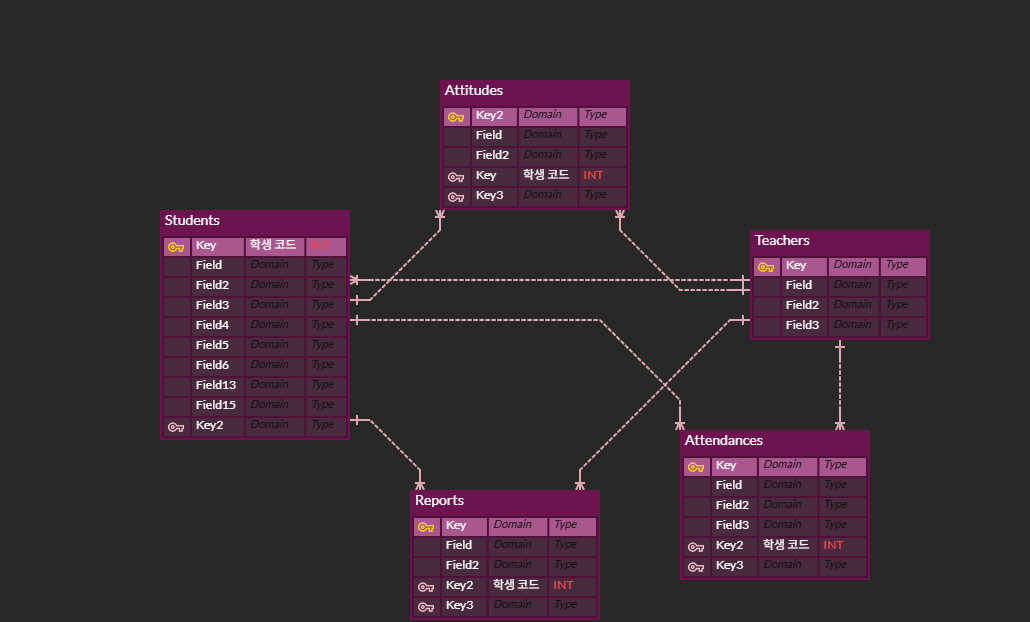 Attitudes
Key2 Domain Type
Field Domain Type
Field2 Domain Type
Key 학생 코드 INT
Key3 Domain Type
Students
Key 학생 코드 INT
Field Domain Type
Field2 Domain Type
Field3 Domain Type
Field4 Domain Type
Field5 Domain Type
Field6 Domain Type
Field13 Domain Type
Field15 Domain Type
Key2 Domain Type
Teachers
Key Domain Type
Field Domain Type
Field2 Domain Type
Field3 Domain Type
Attendances
Key Domain Type
Field Domain Type
Field2 Domain Type
Field3 Domain Type
Key2 학생 코드 INT
Key3 Domain Type
Reports
Key Domain Type
Field Domain Type
Field2 Domain Type
Key2 학생 코드 INT
Key3 Domain Type